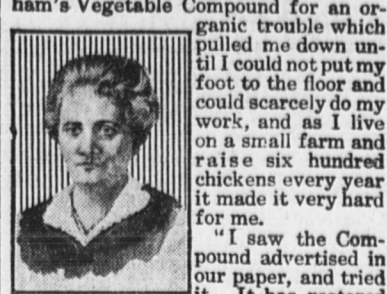 ham's Vegetable Compound for an or-
ganic trouble which
pulled me down un-
til I could not put my
foot to the floor and
could scarcely do my
work, and as I live
on a small farm and
raise six hundred
chickens every year
it made it very hard
for me.
"I saw the Com-
pound advertised in
our paper, and tried
it. It has restored